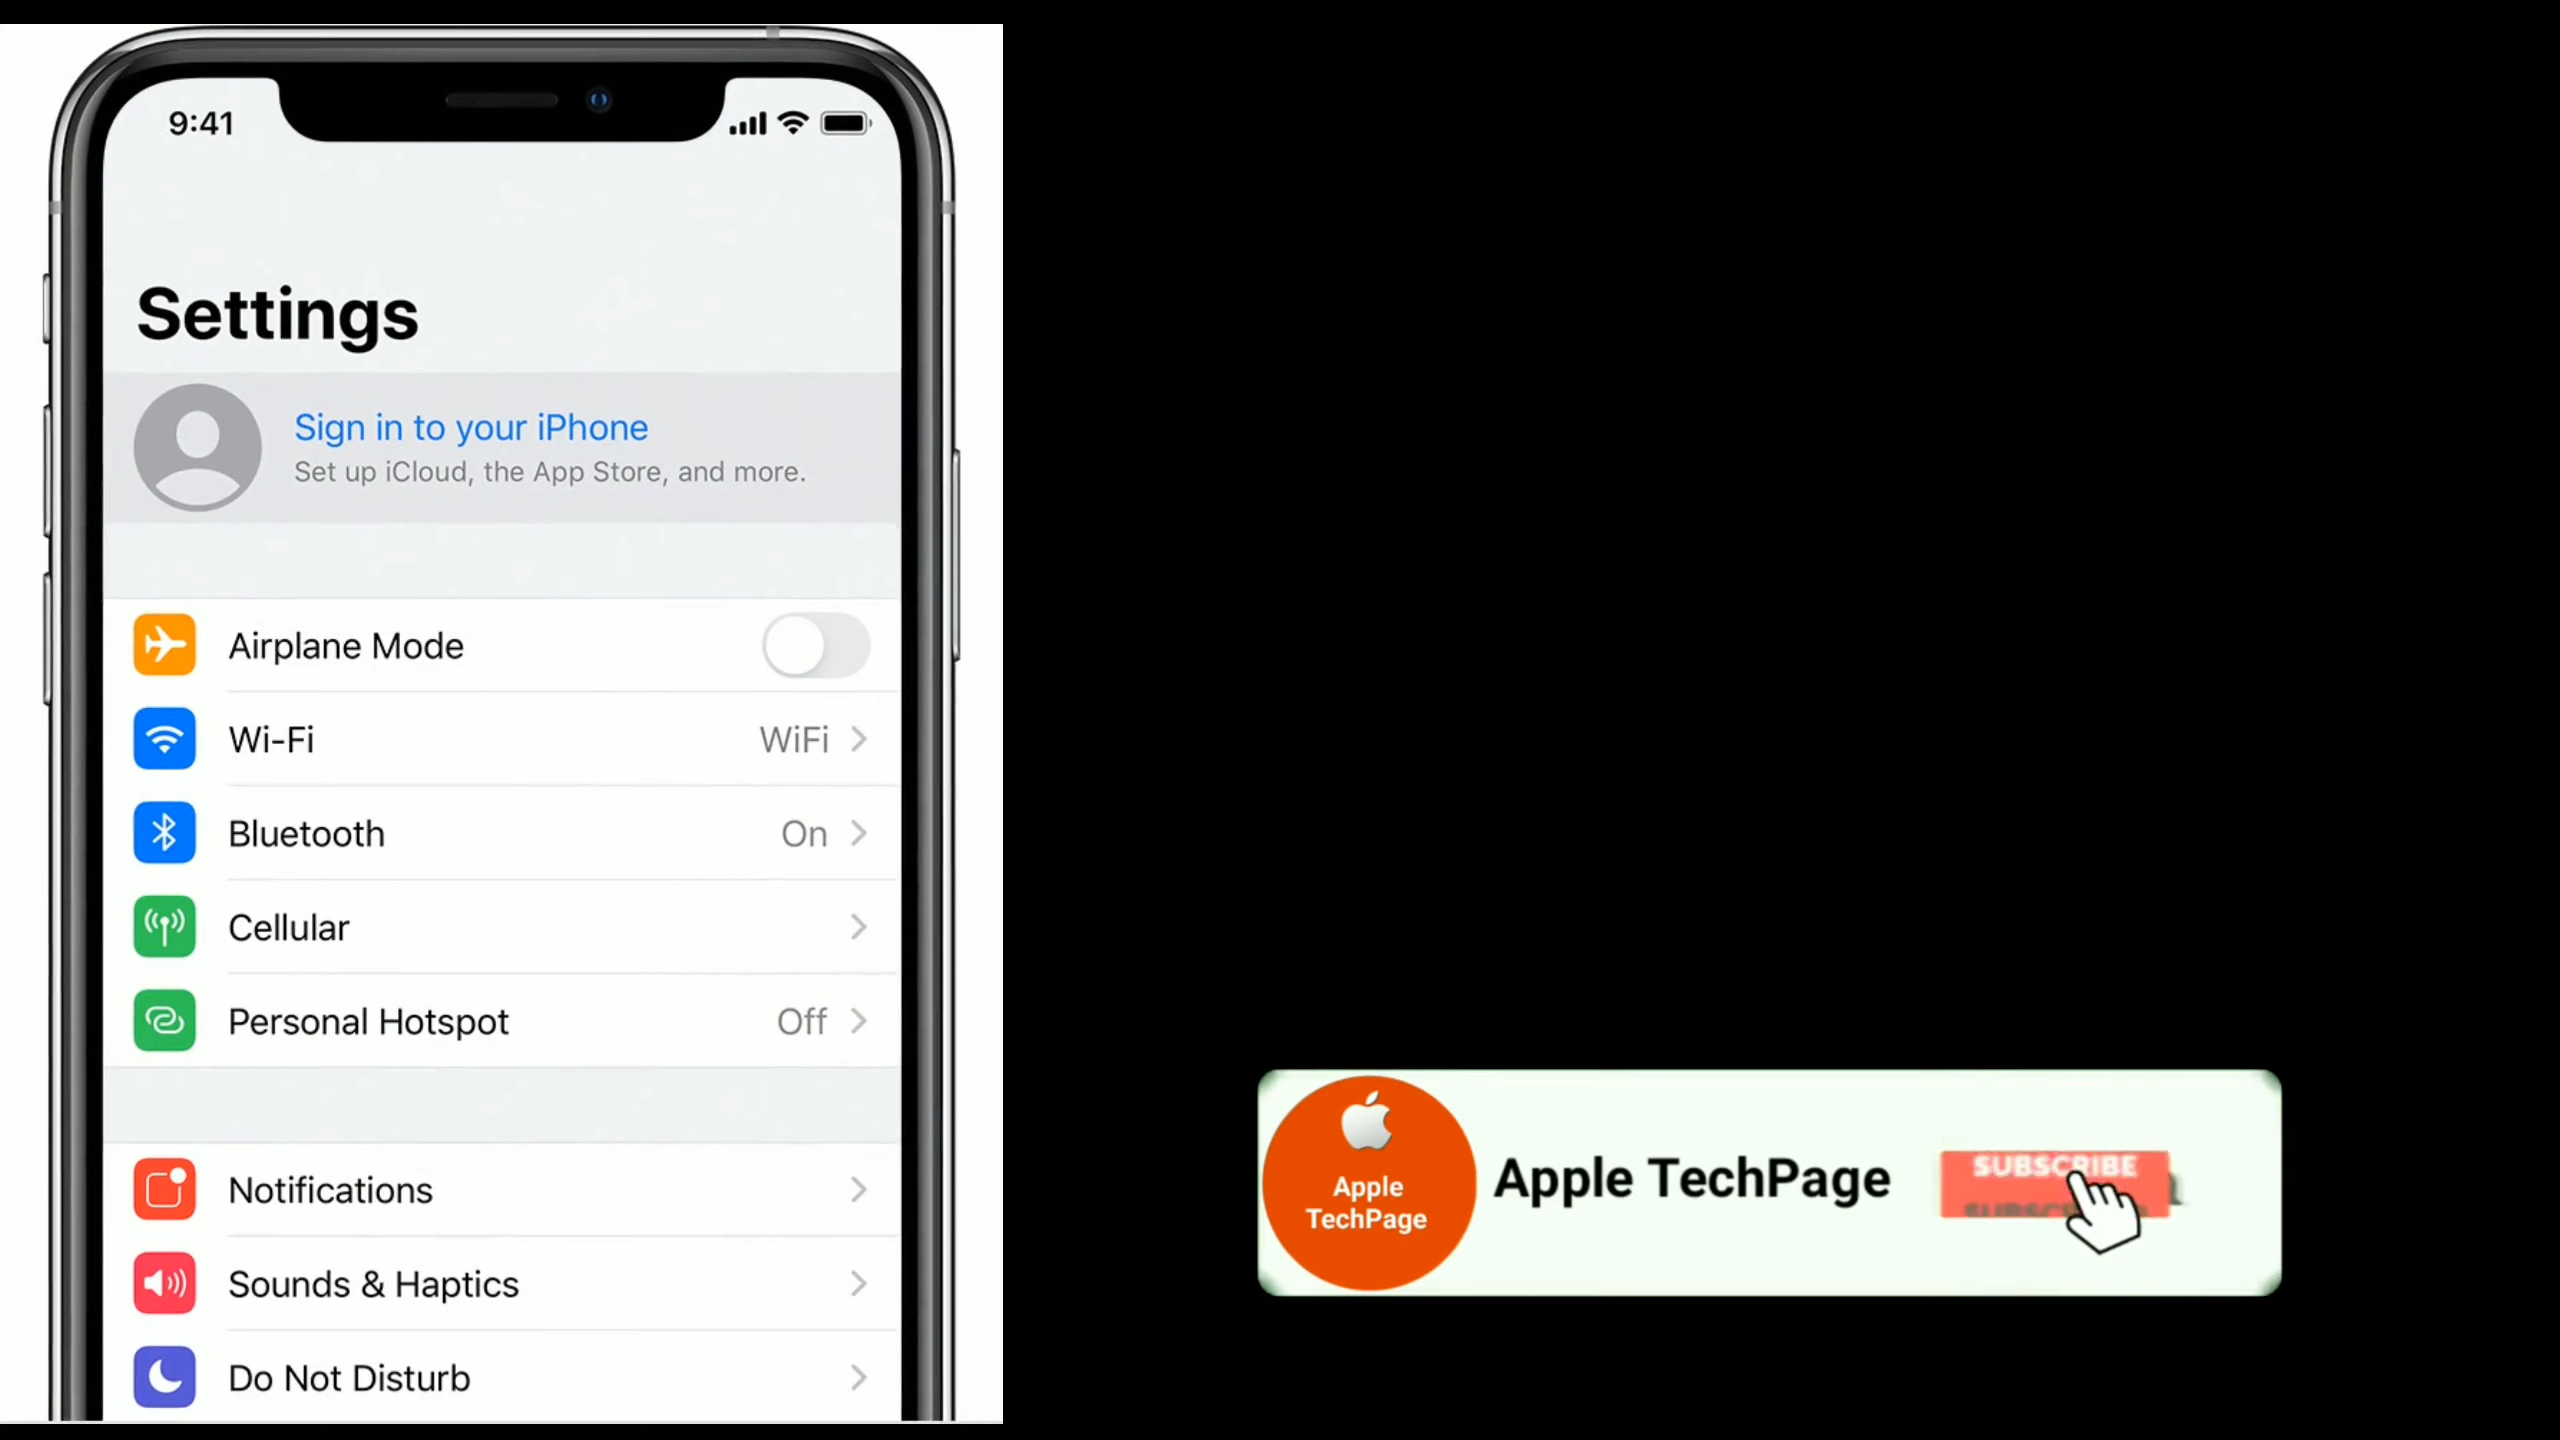 9:41
Settings
Sign in to your iPhone
Set up iCloud, the App Store, and more.
Airplane Mode
Wi-Fi WiFi
Bluetooth On
Cellular
Personal Hotspot Off
Notifications
Sounds & Haptics
Do Not Disturb
Apple
TechPage
Apple TechPage
SUBSCRIBE